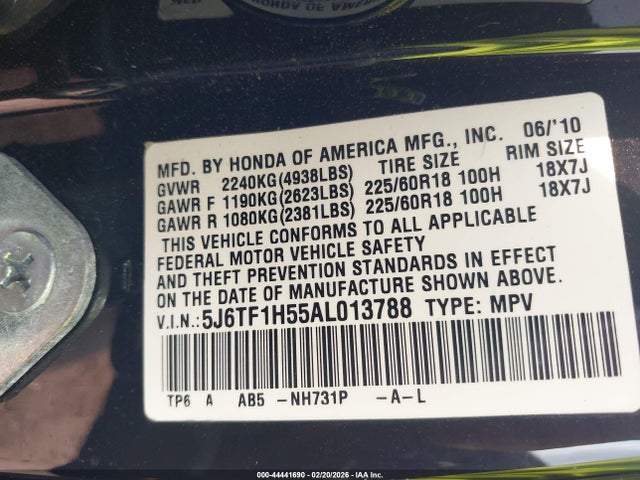 HONDA OF AMERICA
MFD. BY HONDA OF AMERICA MFG., INC. 06/'10
GVWR 2240KG(4938LBS) TIRE SIZE RIM SIZE
GAWR F 1190KG(2623LBS) 225/60R18 100H 18X7J
GAWR R 1080KG(2381LBS) 225/60R18 100H 18X7J
THIS VEHICLE CONFORMS TO ALL APPLICABLE
FEDERAL MOTOR VEHICLE SAFETY
AND THEFT PREVENTION STANDARDS IN EFFECT
ON THE DATE OF MANUFACTURE SHOWN ABOVE.
V.I.N.:5J6TF1H55AL013788 TYPE: MPV
TP6 A AB5 -NH731P -A-L
000-44441690 - 02/20/2026 - IAA Inc.